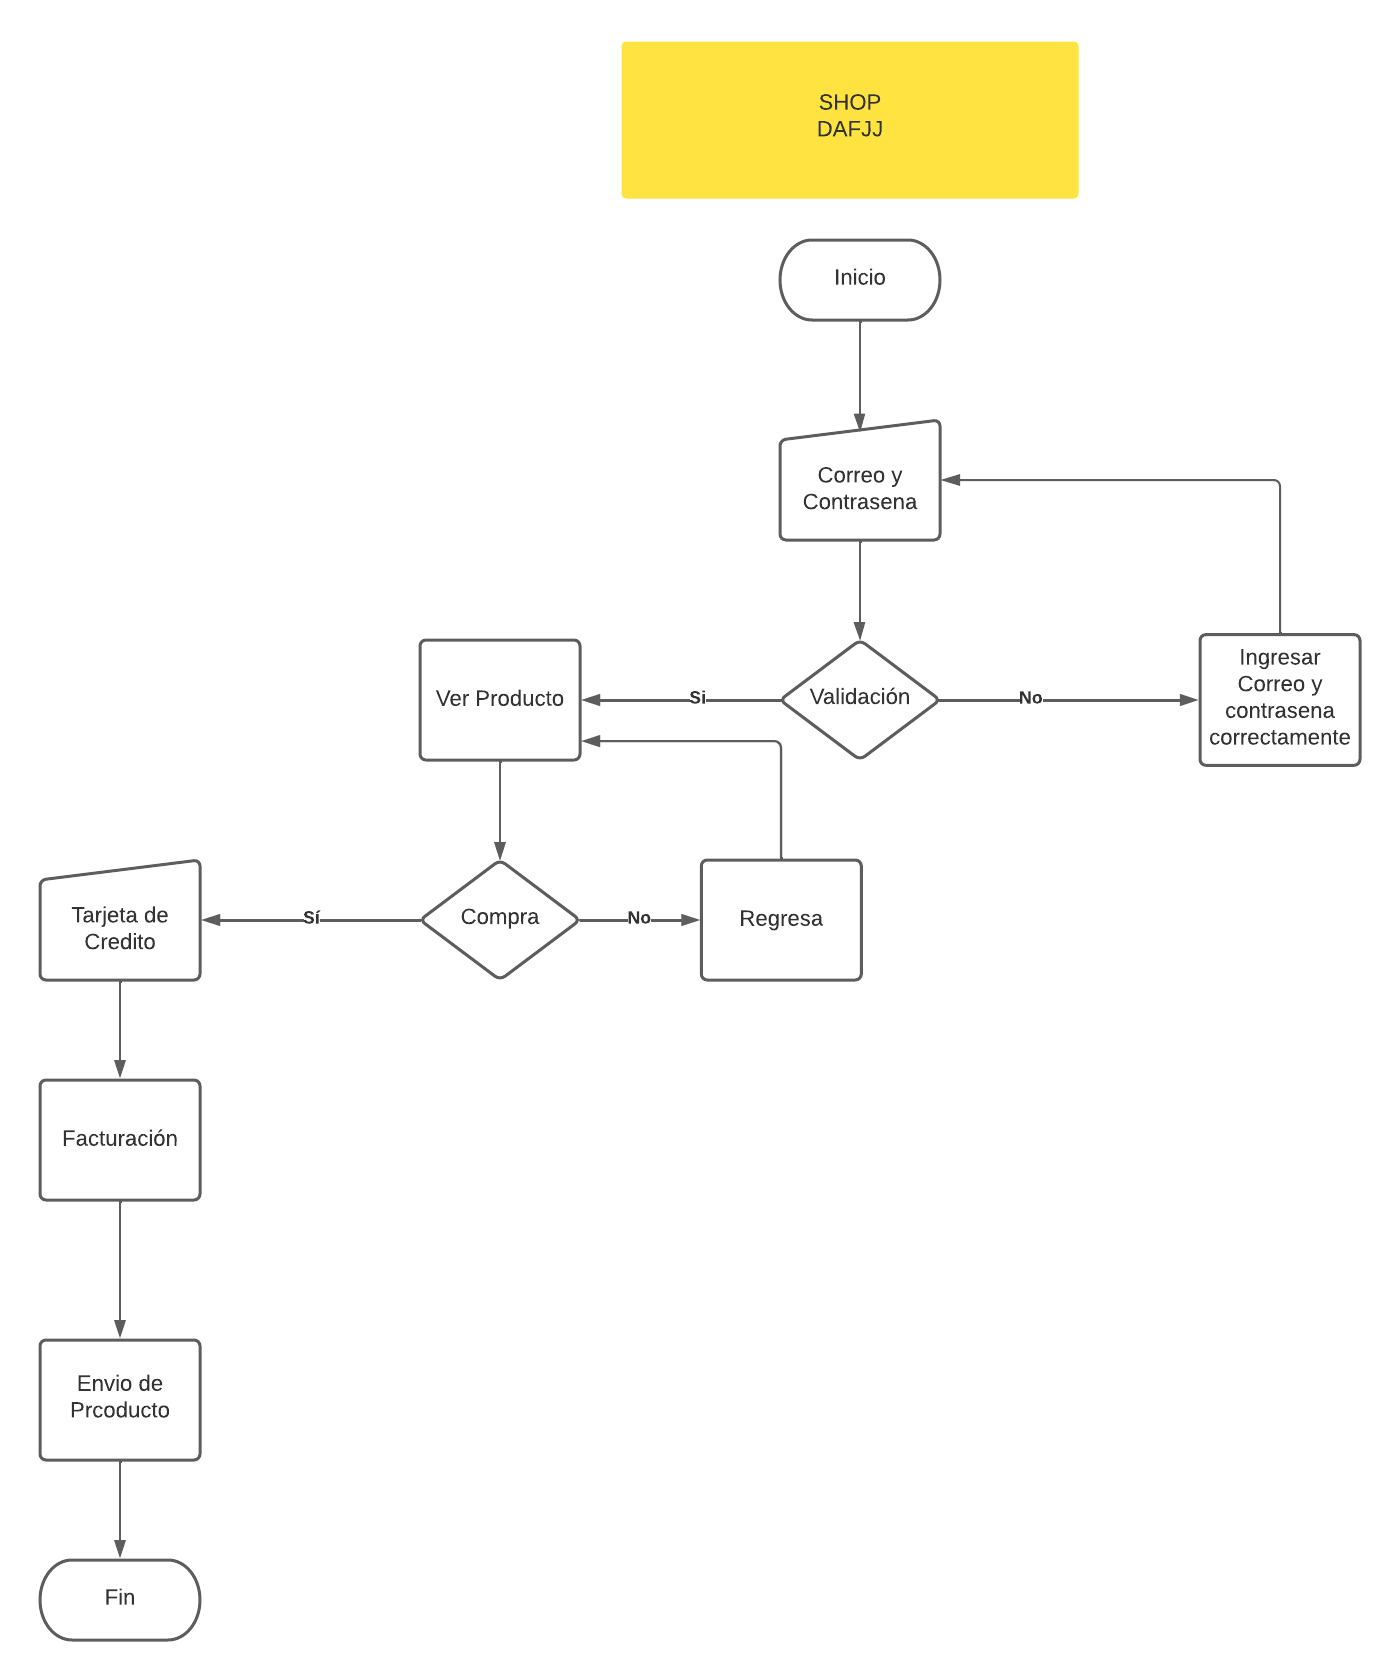 SHOP
DAFJJ
Inicio
Correo y
Contrasena
Ver Producto
Si
Validación
No
Ingresar
Correo y
contrasena
correctamente
Tarjeta de
Credito
Sí
Compra
No
Regresa
Facturación
Envio de
Prcoducto
Fin